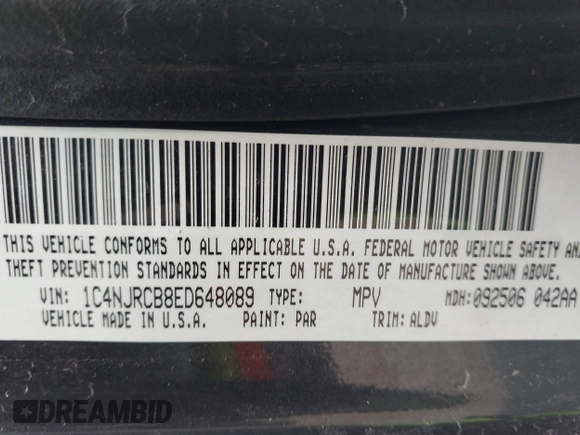 THIS VEHICLE CONFORMS TO ALL APPLICABLE U.S.A. FEDERAL MOTOR VEHICLE SAFETY AND
THEFT PREVENTION STANDARDS IN EFFECT ON THE DATE OF MANUFACTURE SHOWN ABOVE.
VIN: 1C4NJRCB8ED648089 TYPE: MPV MDH:092506 042AA
VEHICLE MADE IN U.S.A. PAINT: PAR TRIM: ALDV
DREAMBID